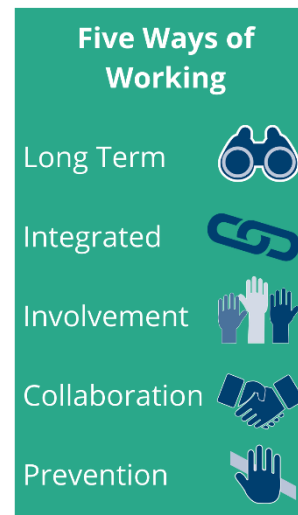 Five Ways of
Working
Long Term
Integrated
Involvement
Collaboration
Prevention